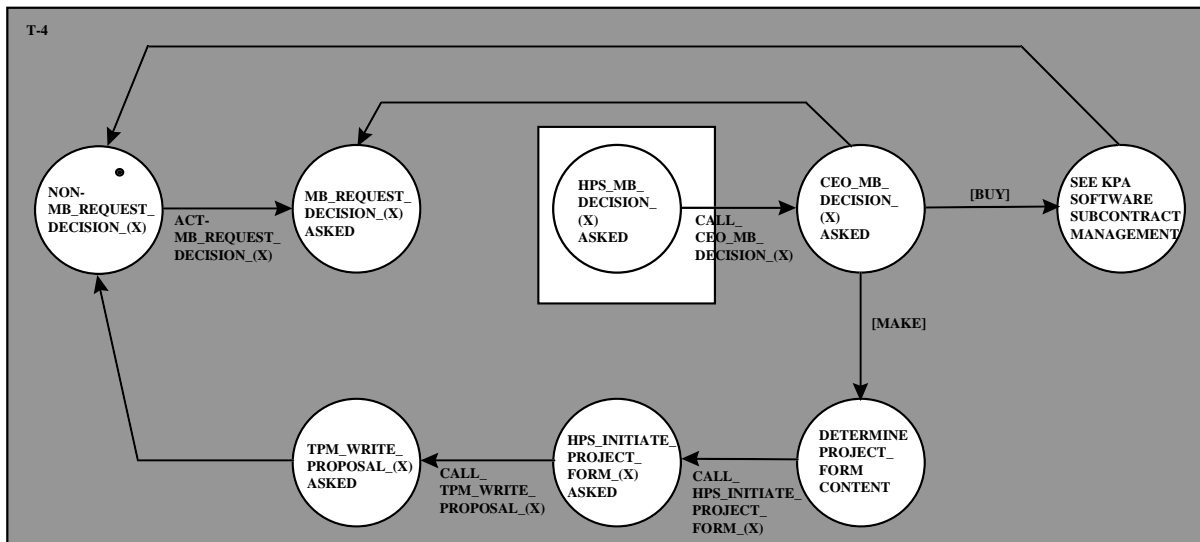 T-4
NON-
MB_REQUEST_
DECISION_(X)
ACT-
MB_REQUEST_
DECISION_(X)
MB_REQUEST_
DECISION_(X)
ASKED
HPS_MB_
DECISION_
(X)
ASKED
CALL_
CEO_MB_
DECISION_(X)
CEO_MB_
DECISION_
(X)
ASKED
[BUY]
SEE KPA
SOFTWARE
SUBCONTRACT
MANAGEMENT
[MAKE]
TPM_WRITE_
PROPOSAL_(X)
ASKED
CALL_
TPM_WRITE_
PROPOSAL_(X)
HPS_INITIATE_
PROJECT_
FORM_(X)
ASKED
CALL_
HPS_INITIATE_
PROJECT_
FORM_(X)
DETERMINE
PROJECT_
FORM
CONTENT